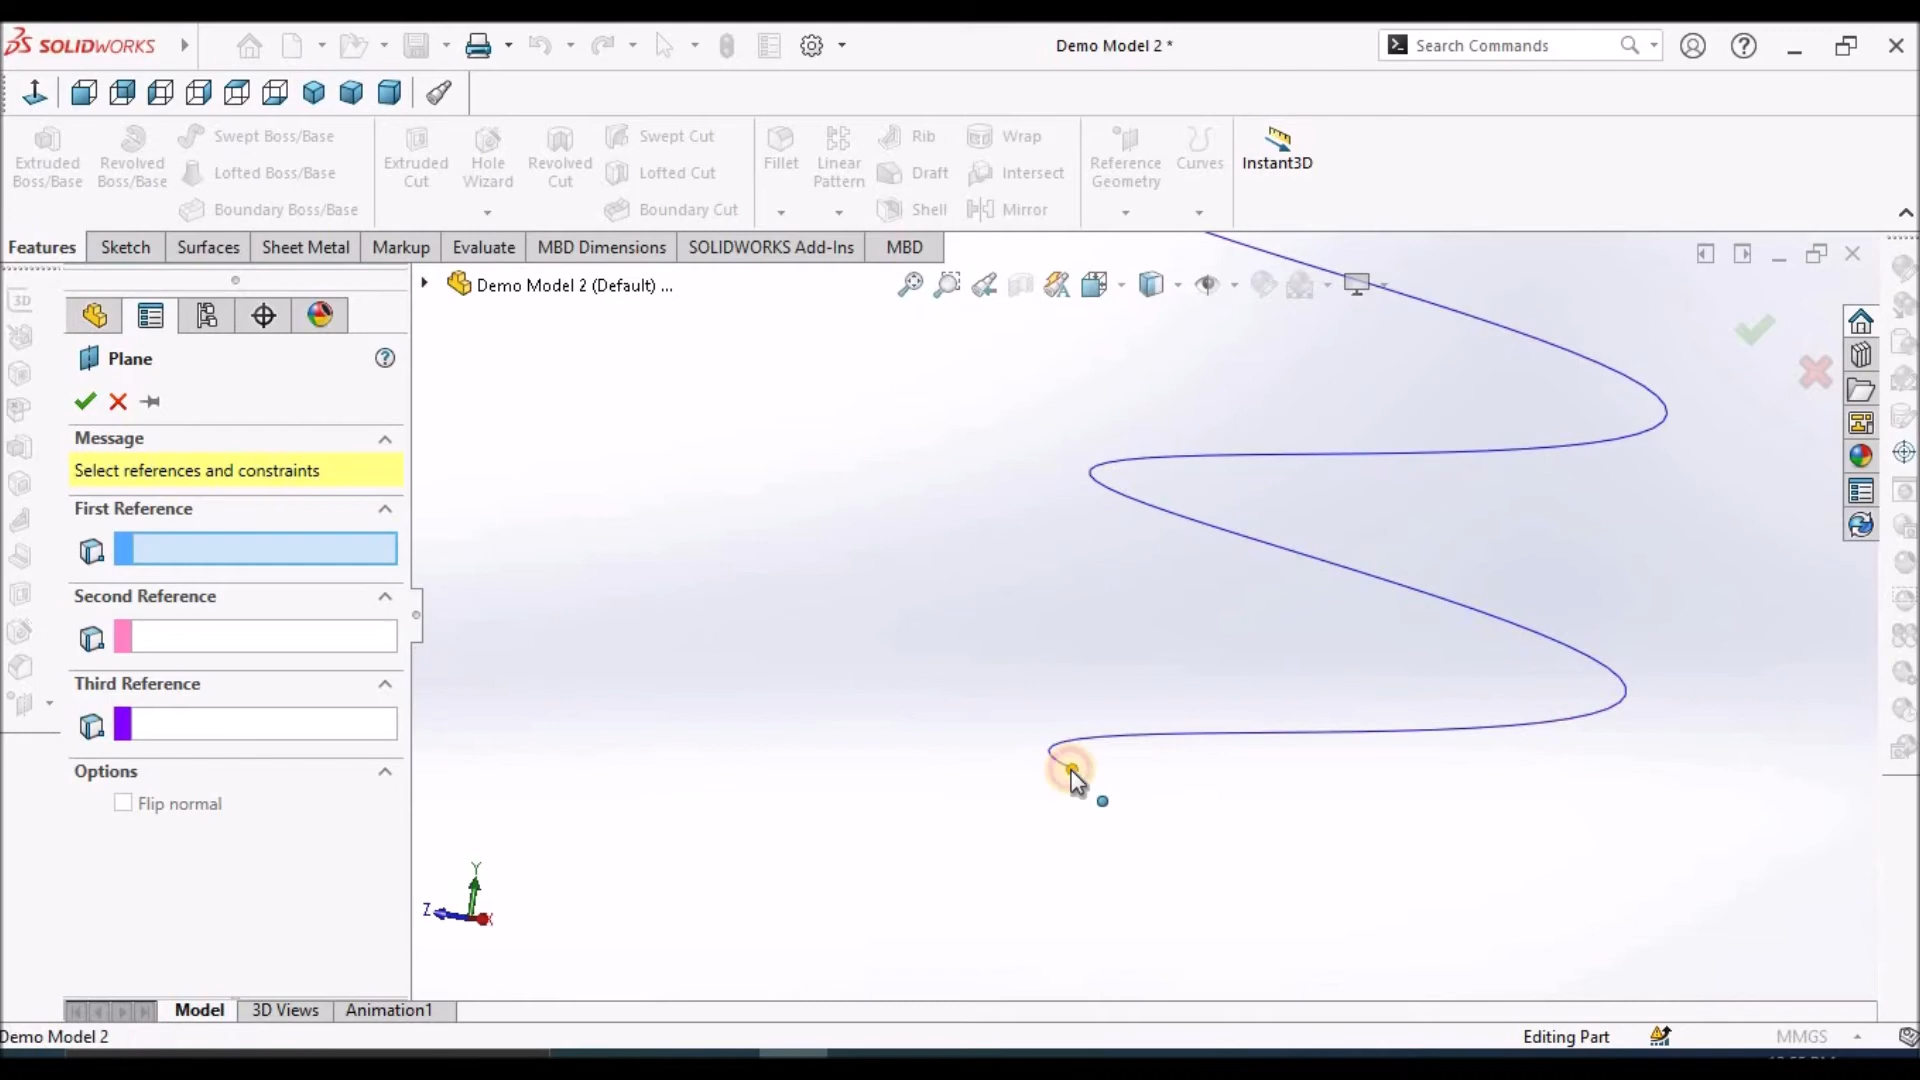 SOLIDWORKS
Demo Model 2 *
Search Commands
Extruded Boss/Base
Revolved Boss/Base
Swept Boss/Base
Lofted Boss/Base
Boundary Boss/Base
Extruded Cut
Hole Wizard
Revolved Cut
Swept Cut
Lofted Cut
Boundary Cut
Fillet
Linear Pattern
Rib
Draft
Shell
Wrap
Intersect
Mirror
Reference Geometry
Curves
Instant3D
Features
Sketch
Surfaces
Sheet Metal
Markup
Evaluate
MBD Dimensions
SOLIDWORKS Add-Ins
MBD
3D
Demo Model 2 (Default) ...
Plane
Message
Select references and constraints
First Reference
Second Reference
Third Reference
Options
Flip normal
Y
Z
X
Model
3D Views
Animation1
Demo Model 2
Editing Part
MMGS